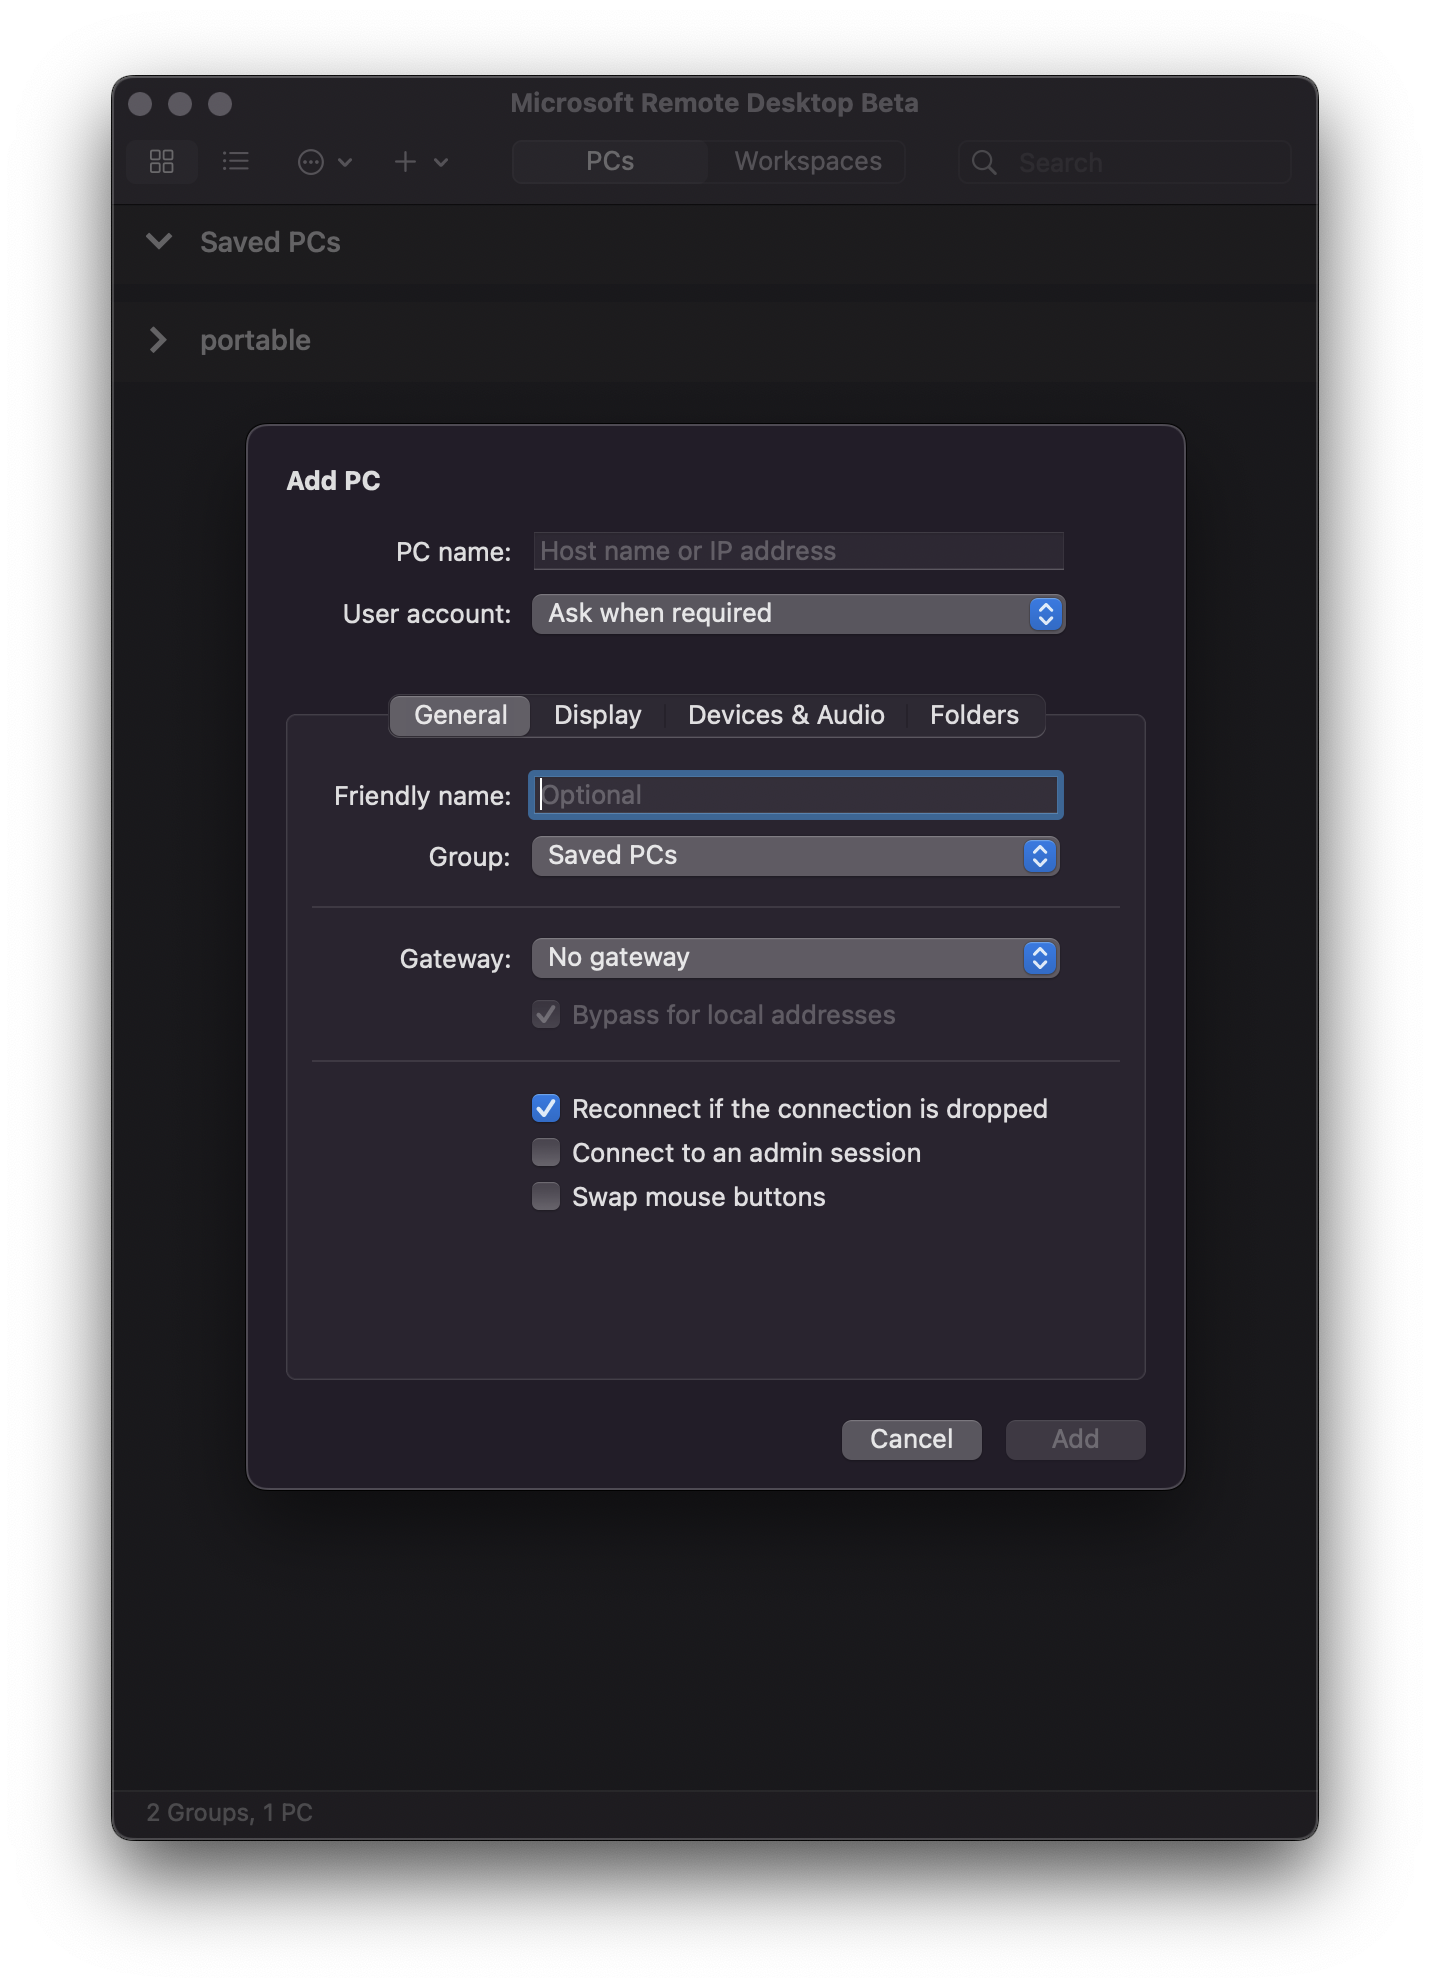 Microsoft Remote Desktop Beta
PCs
Workspaces
Search
Saved PCs
portable
Add PC
PC name:
Host name or IP address
User account:
Ask when required
General
Display
Devices & Audio
Folders
Friendly name:
Optional
Group:
Saved PCs
Gateway:
No gateway
Bypass for local addresses
Reconnect if the connection is dropped
Connect to an admin session
Swap mouse buttons
Cancel
Add
2 Groups, 1 PC